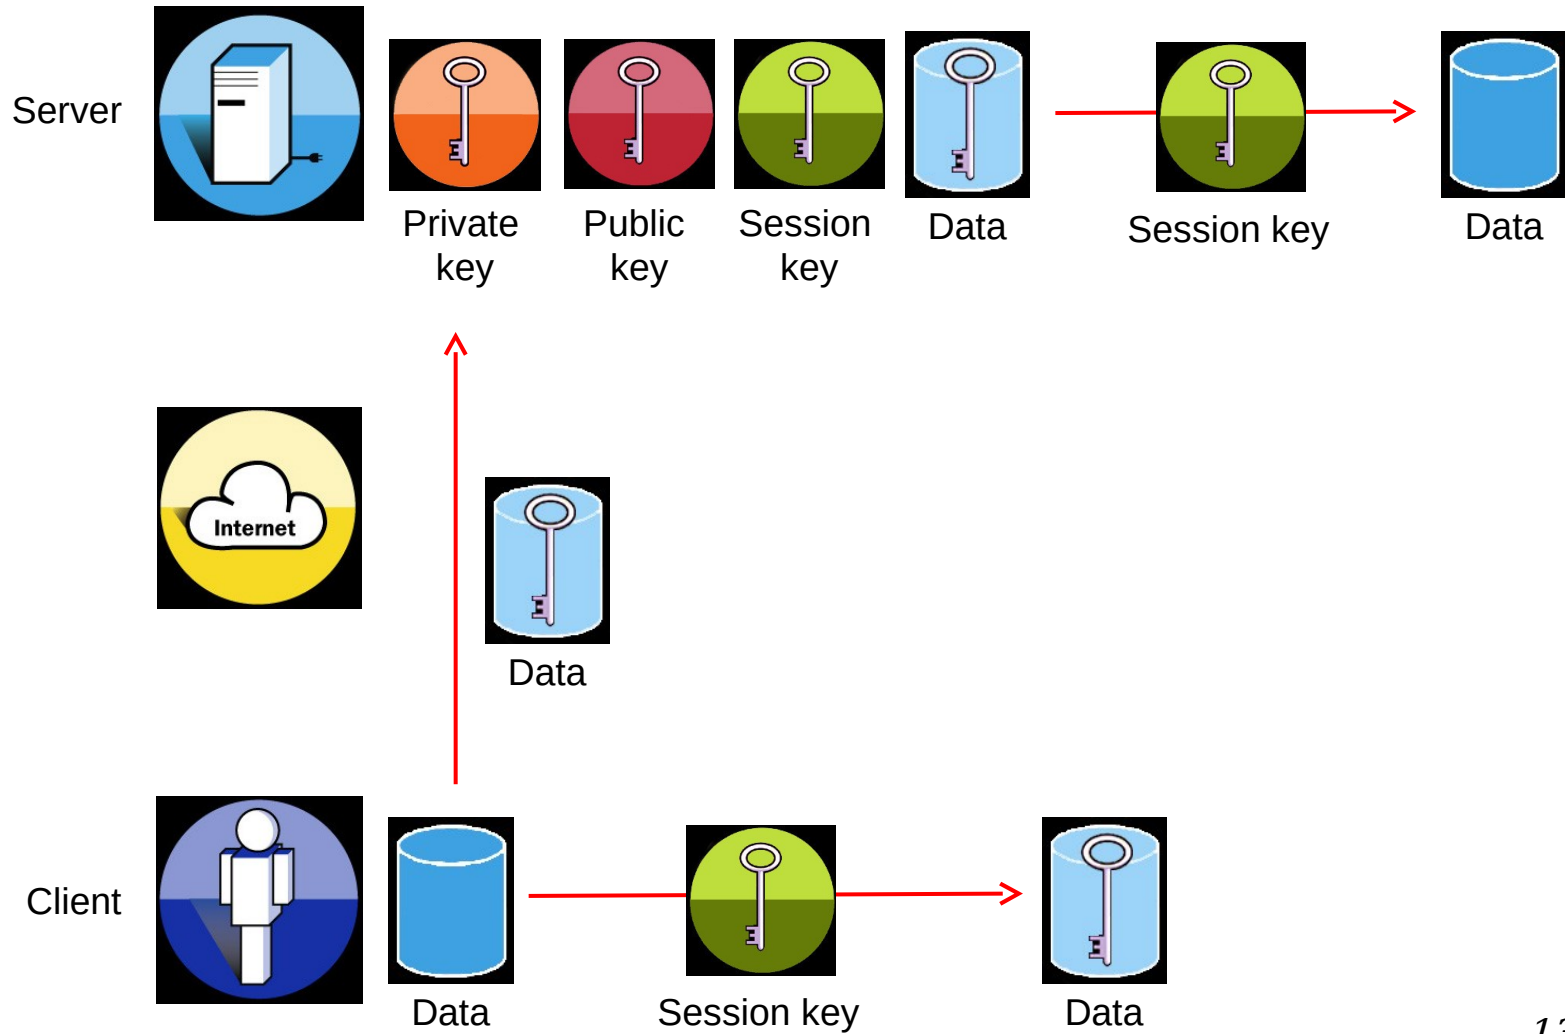 Server
Private
key
Public
key
Session
key
Data
Session key
Data
Internet
Data
Client
Data
Session key
Data